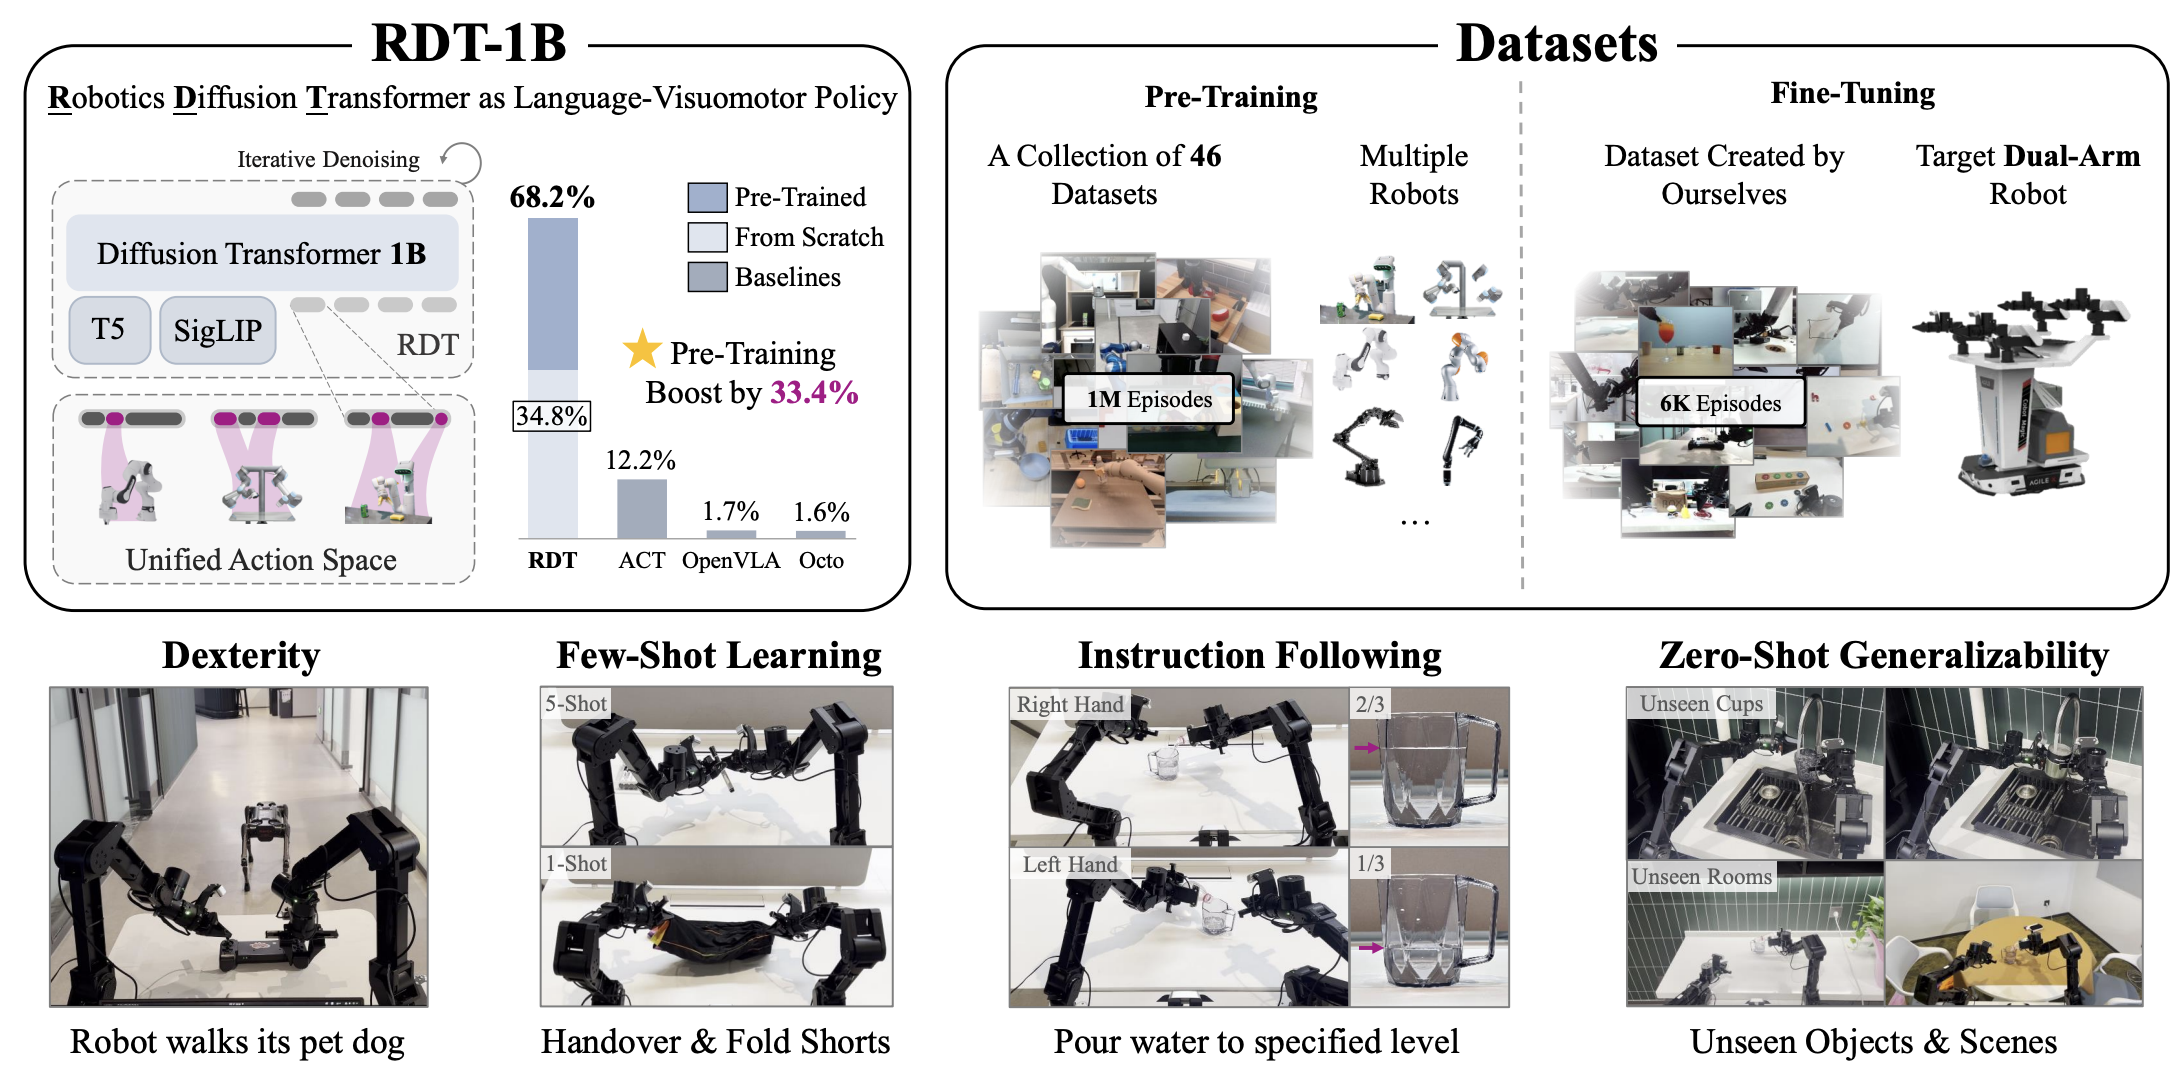 RDT-1B
Robotics Diffusion Transformer as Language-Visuomotor Policy
Iterative Denoising
Diffusion Transformer 1B
T5
SigLIP
RDT
Unified Action Space
68.2%
34.8%
12.2%
1.7%
1.6%
RDT
ACT
OpenVLA
Octo
Pre-Trained
From Scratch
Baselines
Pre-Training
Boost by 33.4%
Datasets
Pre-Training
A Collection of 46
Datasets
Multiple
Robots
1M Episodes
...
Fine-Tuning
Dataset Created by
Ourselves
Target Dual-Arm
Robot
6K Episodes
AGILE
Dexterity
Robot walks its pet dog
Few-Shot Learning
5-Shot
1-Shot
Handover & Fold Shorts
Instruction Following
Right Hand
2/3
Left Hand
1/3
Pour water to specified level
Zero-Shot Generalizability
Unseen Cups
Unseen Rooms
Unseen Objects & Scenes